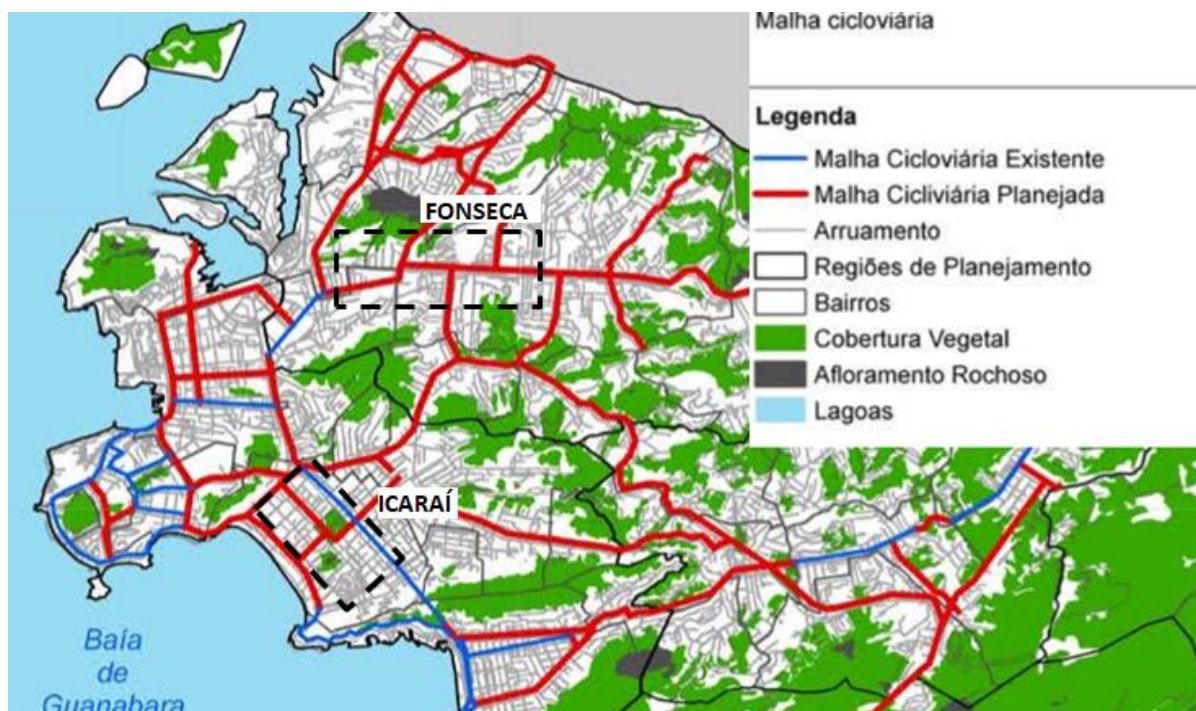 Malha cicloviária
Legenda
Malha Cicloviária Existente
Malha Cicliviária Planejada
Arruamento
Regiões de Planejamento
Bairros
Cobertura Vegetal
Afloramento Rochoso
Lagoas
FONSECA
ICARAÍ
Baía
de
Guanabara